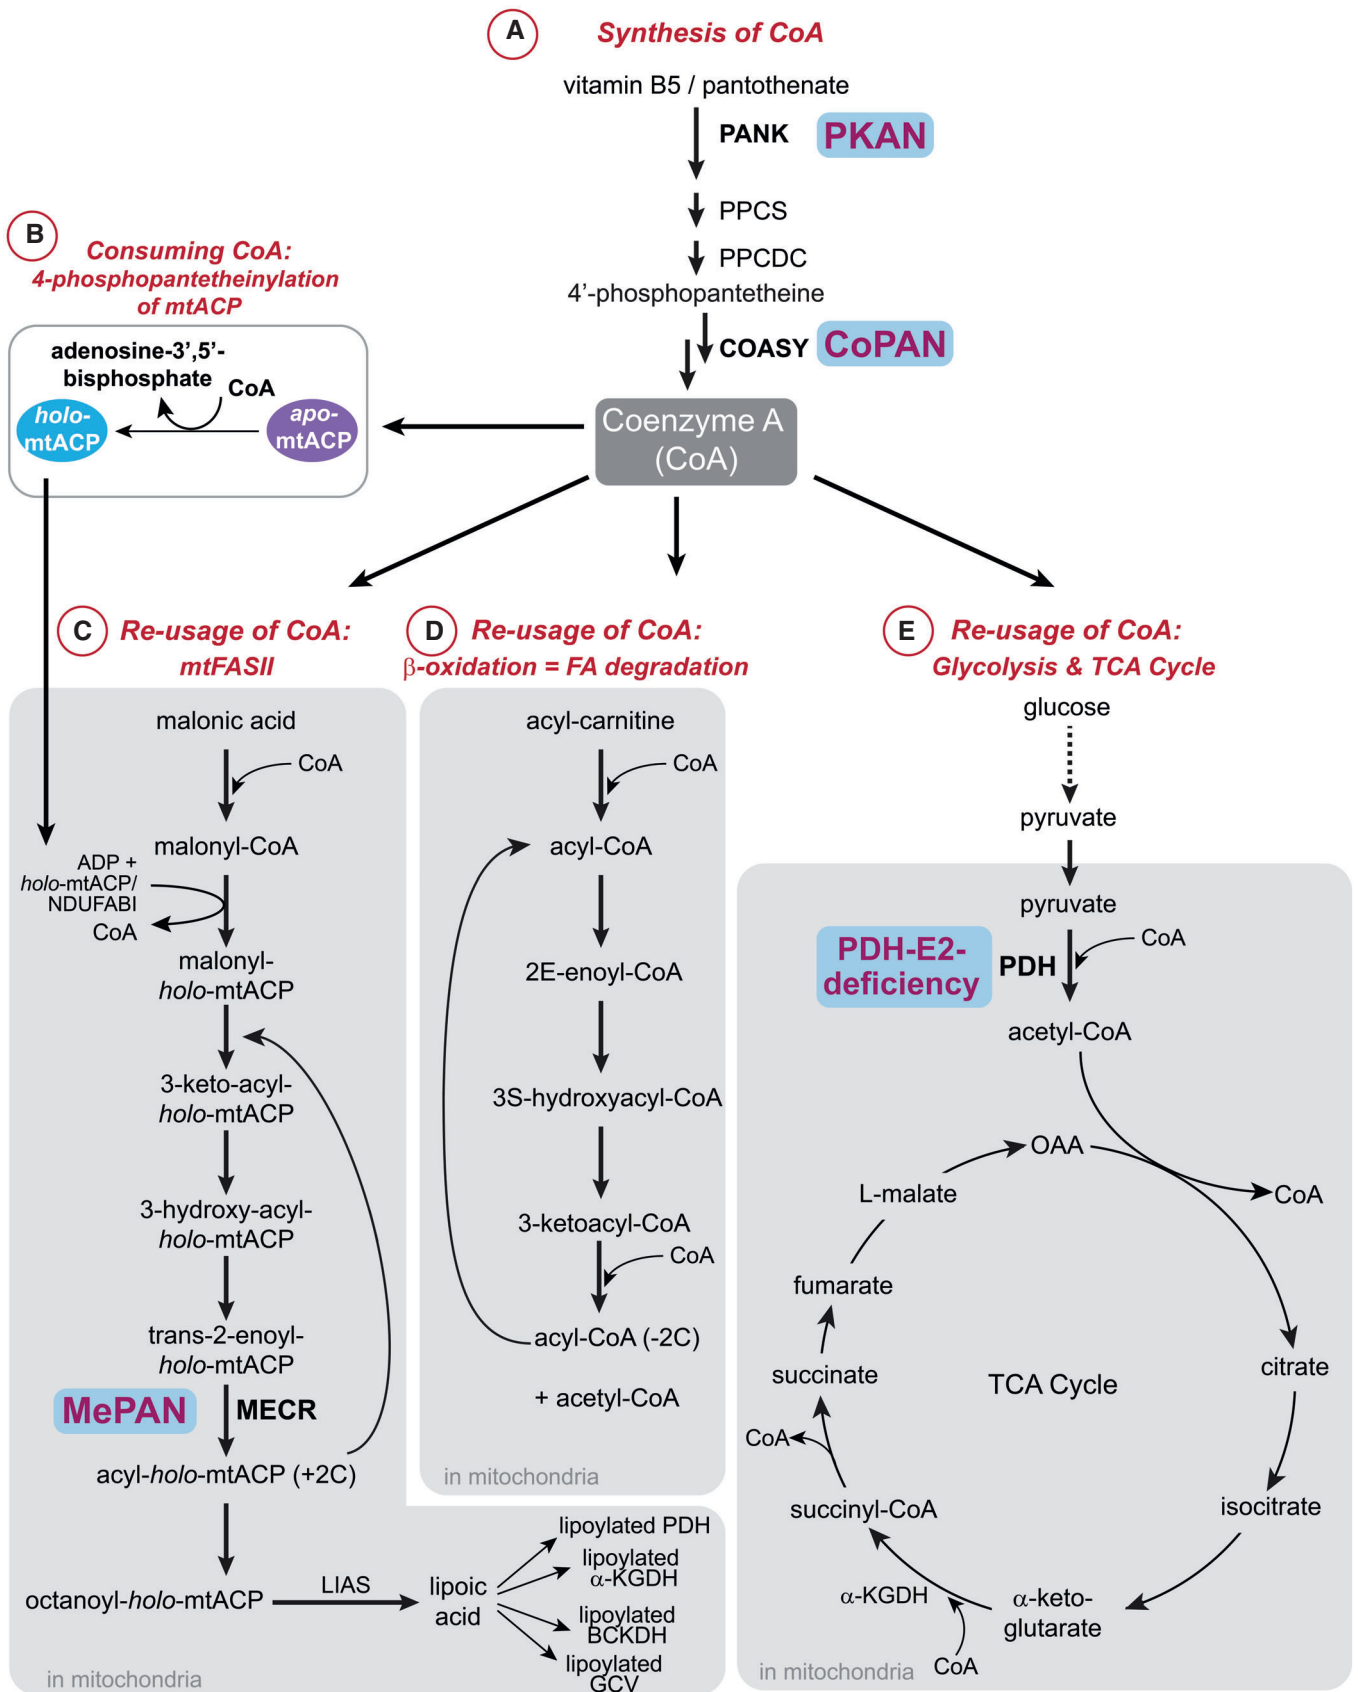 A
Synthesis of CoA
vitamin B5 / pantothenate
PANK
PKAN
PPCS
PPCDC
4’-phosphopantetheine
COASY
CoPAN
Coenzyme A
(CoA)
B
Consuming CoA:
4-phosphopantetheinylation
of mtACP
adenosine-3’,5’-
bisphosphate
CoA
holo-
mtACP
apo-
mtACP
C
Re-usage of CoA:
mtFASII
malonic acid
CoA
malonyl-CoA
ADP +
holo-mtACP/
NDUFABI
CoA
malonyl-
holo-mtACP
3-keto-acyl-
holo-mtACP
3-hydroxy-acyl-
holo-mtACP
trans-2-enoyl-
holo-mtACP
MePAN
MECR
acyl-holo-mtACP (+2C)
octanoyl-holo-mtACP
LIAS
lipoic
acid
lipoylated PDH
lipoylated
α-KGDH
lipoylated
BCKDH
lipoylated
GCV
in mitochondria
D
Re-usage of CoA:
β-oxidation = FA degradation
acyl-carnitine
CoA
acyl-CoA
2E-enoyl-CoA
3S-hydroxyacyl-CoA
3-ketoacyl-CoA
CoA
acyl-CoA (-2C)
+ acetyl-CoA
in mitochondria
E
Re-usage of CoA:
Glycolysis & TCA Cycle
glucose
pyruvate
pyruvate
PDH-E2-
deficiency
PDH
CoA
acetyl-CoA
OAA
CoA
L-malate
fumarate
succinate
TCA Cycle
citrate
CoA
succinyl-CoA
isocitrate
α-KGDH
α-keto-
glutarate
CoA
in mitochondria